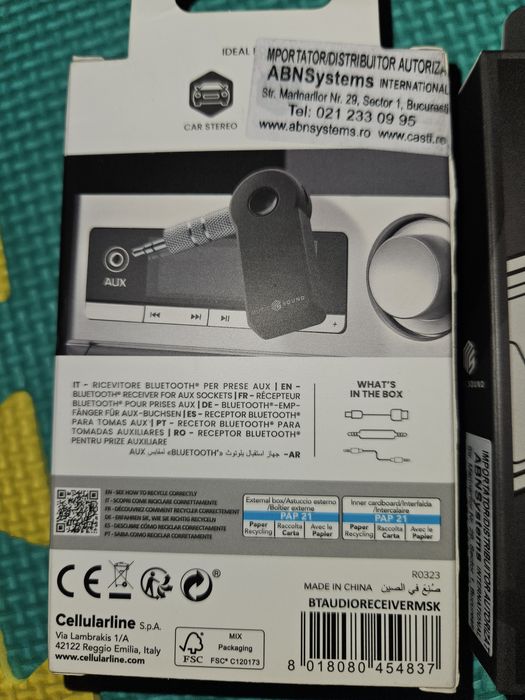 IDEAL
MPORTATOR/DISTRIBUITOR AUTORIZA
ABNSystems INTERNATIONAL
Str. Marinarilor Nr. 29, Sector 1, Bucuresti
Tel: 021 233 09 95
www.abnsystems.ro www.casti.ro
CAR STEREO
AUX
SOUND
IT - RICEVITORE BLUETOOTH® PER PRESE AUX | EN -
BLUETOOTH® RECEIVER FOR AUX SOCKETS | FR - RÉCEPTEUR
BLUETOOTH® POUR PRISES AUX | DE - BLUETOOTH®-EMP-
FÄNGER FÜR AUX-BUCHSEN | ES - RECEPTOR BLUETOOTH®
PARA TOMAS AUX | PT - RECETOR BLUETOOTH® PARA
TOMADAS AUXILIARES | RO - RECEPTOR BLUETOOTH®
PENTRU PRIZE AUXILIARE
AR- جهاز استقبال بلوتوث «BLUETOOTH®» لمقابس AUX
WHAT'S
IN THE BOX
EN - SEE HOW TO RECYCLE CORRECTLY
IT - SCOPRI COME RICICLARE CORRETTAMENTE
FR - DÉCOUVREZ COMMENT RECYCLER CORRECTEMENT
DE - ERFAHREN SIE, WIE SIE RICHTIG RECYCELN
ES - DESCUBRE CÓMO RECICLAR CORRECTAMENTE
PT - SAIBA COMO RECICLAR CORRETAMENTE
External box/Astuccio esterno
/Boîtier externe
PAP 21
Paper Recycling
Raccolta Carta
Avec le Papier
Inner cardboard/Interfalda
/Intercalaire
PAP 21
Paper Recycling
Raccolta Carta
Avec le Papier
CE
R0323
MADE IN CHINA صُنِعَ في الصين
BTAUDIORECEIVERMSK
Cellularline S.p.A.
Via Lambrakis 1/A
42122 Reggio Emilia, Italy
www.cellularline.com
FSC
MIX
Packaging
FSC® C120173
8 018080 454837
SOUND
IMPORTATOR/DISTRIBUITOR AUTORIZAT